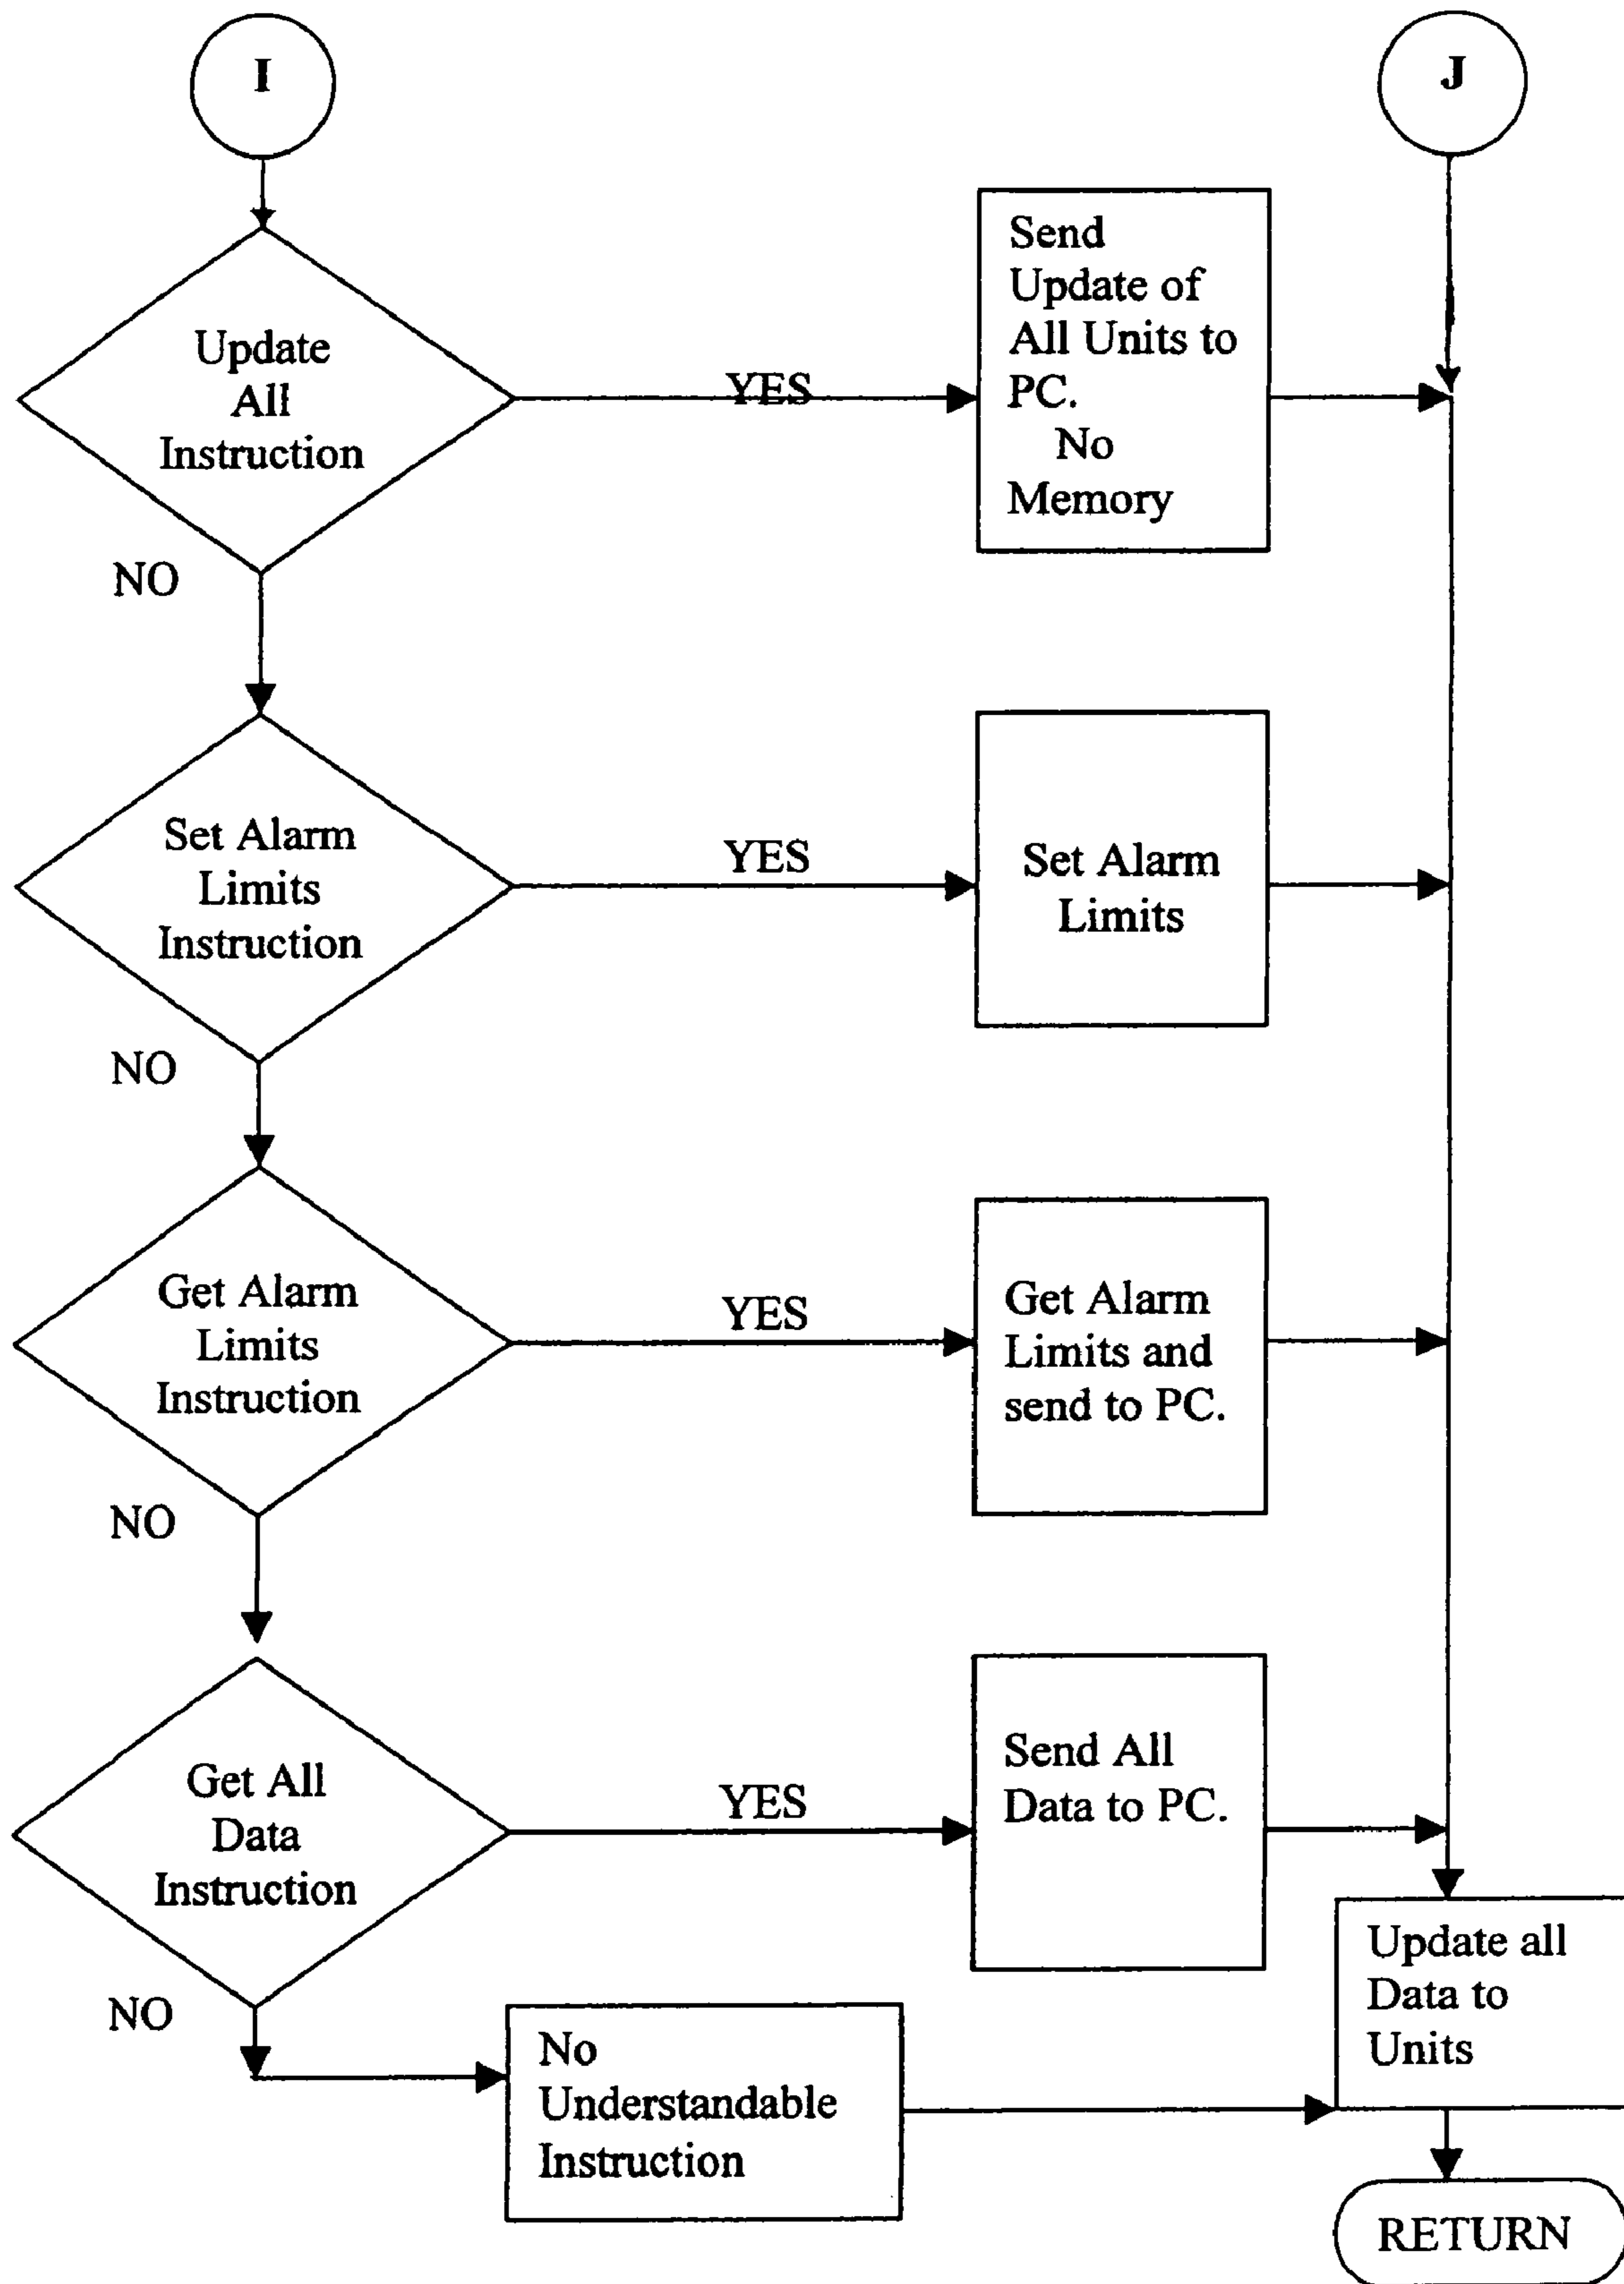 I
J
Update
All
Instruction
YES
Send
Update of
All Units to
PC.
No
Memory
NO
Set Alarm
Limits
Instruction
YES
Set Alarm
Limits
NO
Get Alarm
Limits
Instruction
YES
Get Alarm
Limits and
send to PC.
NO
Get All
Data
Instruction
YES
Send All
Data to PC.
NO
No
Understandable
Instruction
Update all
Data to
Units
RETURN